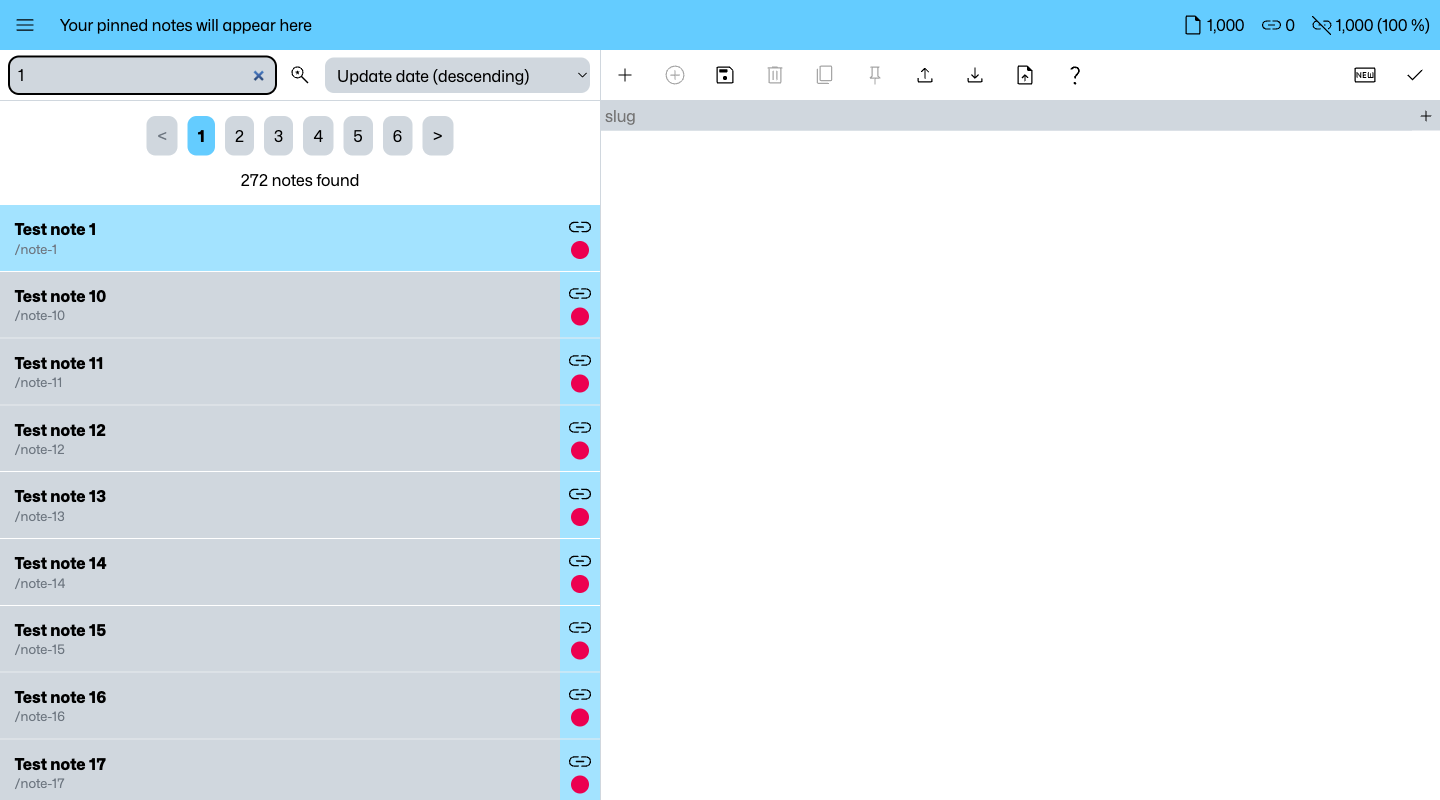 Your pinned notes will appear here
1,000
0
1,000 (100 %)
1
Update date (descending)
NEW
slug
< 1 2 3 4 5 6 >
272 notes found
Test note 1
/note-1
Test note 10
/note-10
Test note 11
/note-11
Test note 12
/note-12
Test note 13
/note-13
Test note 14
/note-14
Test note 15
/note-15
Test note 16
/note-16
Test note 17
/note-17